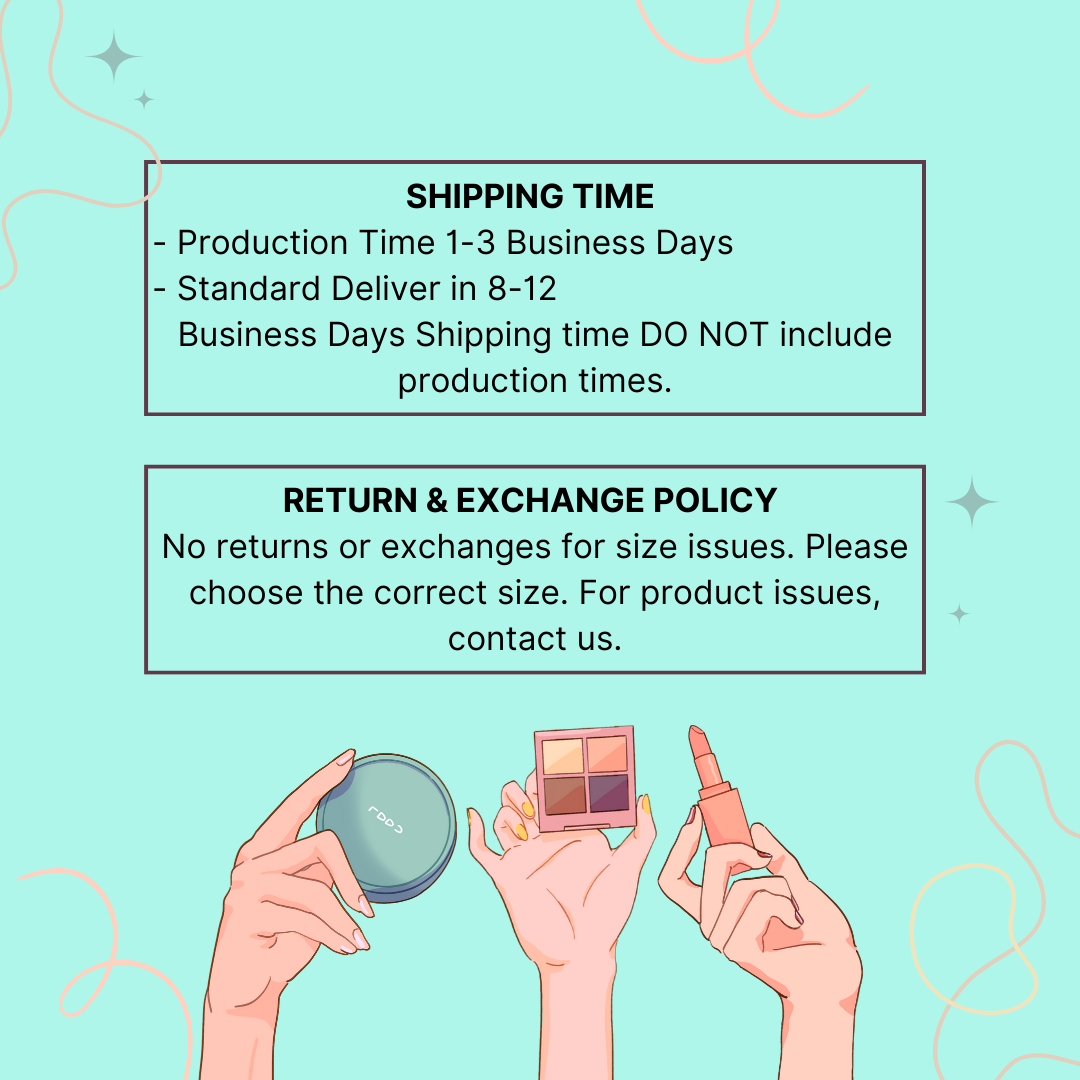 SHIPPING TIME
- Production Time 1-3 Business Days
- Standard Deliver in 8-12
Business Days Shipping time DO NOT include
production times.
RETURN & EXCHANGE POLICY
No returns or exchanges for size issues. Please
choose the correct size. For product issues,
contact us.